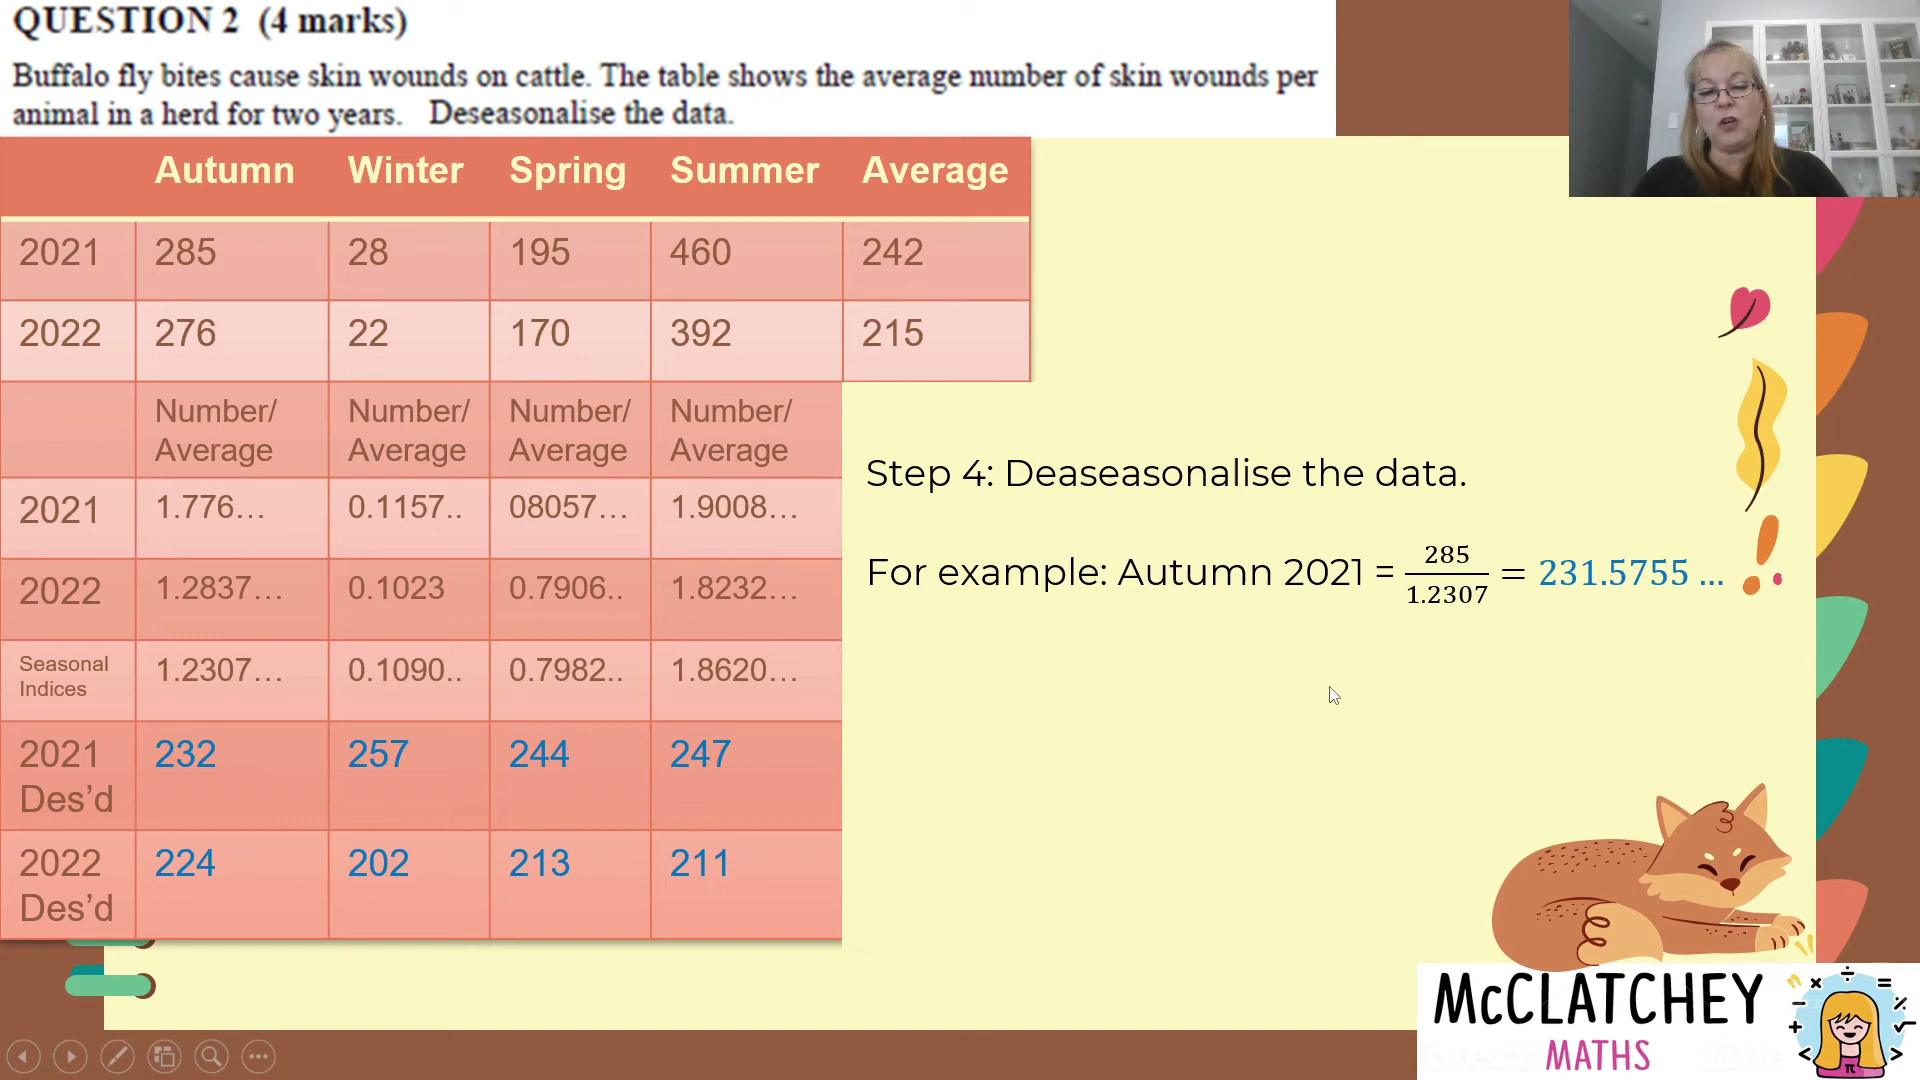 QUESTION 2 (4 marks)
Buffalo fly bites cause skin wounds on cattle. The table shows the average number of skin wounds per
animal in a herd for two years. Deseasonalise the data.
Autumn Winter Spring Summer Average
2021 285 28 195 460 242
2022 276 22 170 392 215
Number/ Number/ Number/ Number/
Average Average Average Average
2021 1.776… 0.1157.. 08057… 1.9008…
2022 1.2837… 0.1023 0.7906.. 1.8232…
Seasonal
Indices 1.2307… 0.1090.. 0.7982.. 1.8620…
2021
Des’d 232 257 244 247
2022
Des’d 224 202 213 211
Step 4: Deaseasonalise the data.
For example: Autumn 2021 = 285/1.2307 = 231.5755 …
McCLATCHEY
MATHS